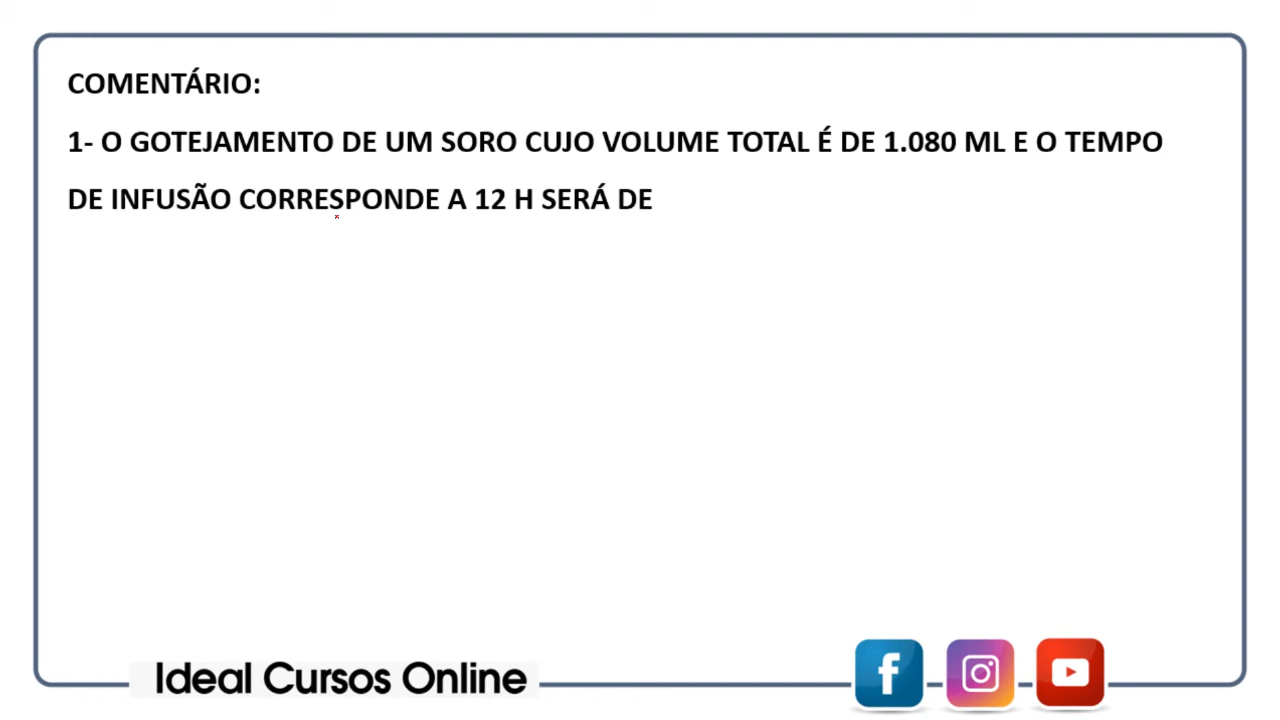 COMENTÁRIO:
1- O GOTEJAMENTO DE UM SORO CUJO VOLUME TOTAL É DE 1.080 ML E O TEMPO
DE INFUSÃO CORRESPONDE A 12 H SERÁ DE
Ideal Cursos Online